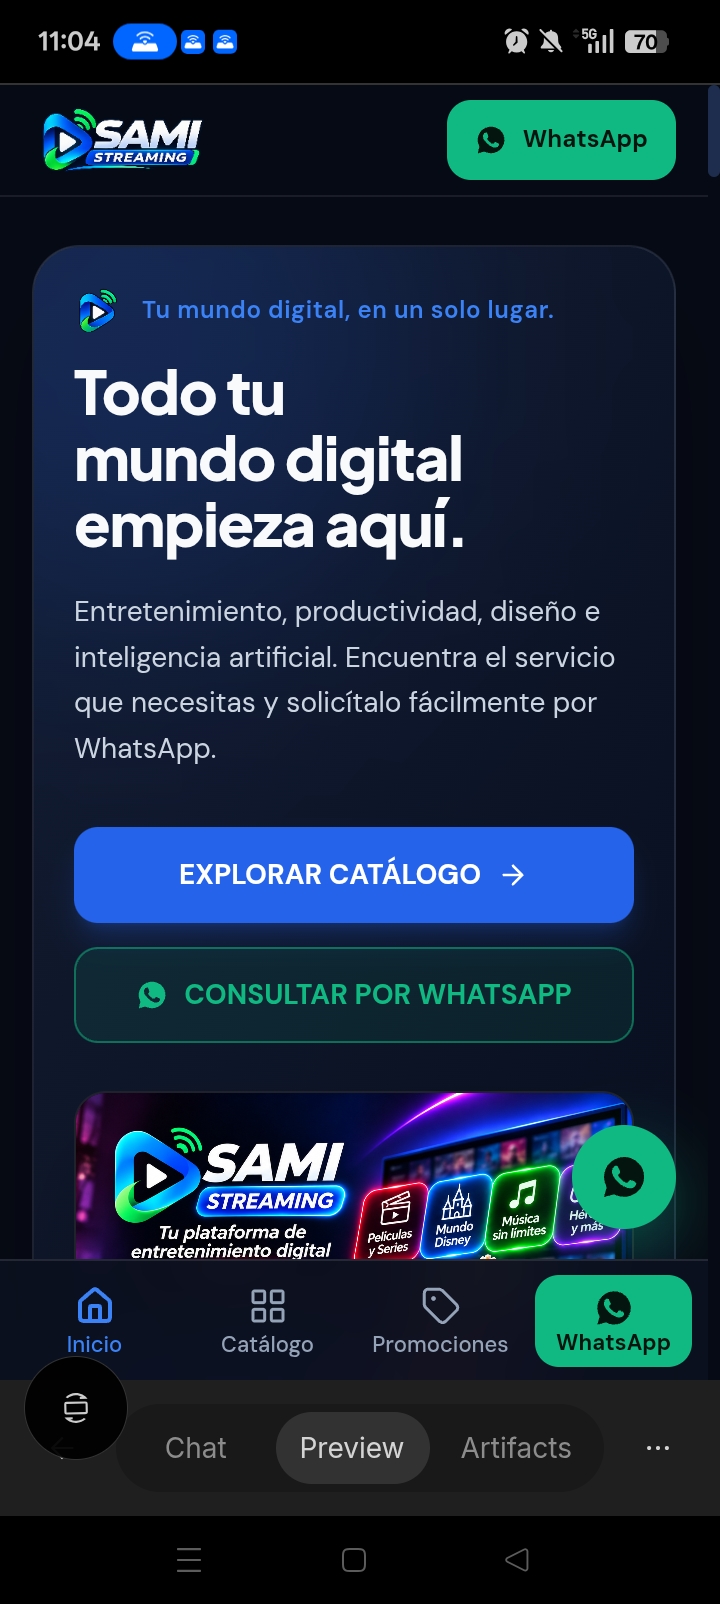 11:04
5G
70
SAMI
STREAMING
WhatsApp
Tu mundo digital, en un solo lugar.
Todo tu
mundo digital
empieza aquí.
Entretenimiento, productividad, diseño e
inteligencia artificial. Encuentra el servicio
que necesitas y solicítalo fácilmente por
WhatsApp.
EXPLORAR CATÁLOGO →
CONSULTAR POR WHATSAPP
SAMI
STREAMING
Tu plataforma de
entretenimiento digital
Películas
y Series
Mundo
Disney
Música
sin límites
y más
Inicio
Catálogo
Promociones
WhatsApp
Chat
Preview
Artifacts